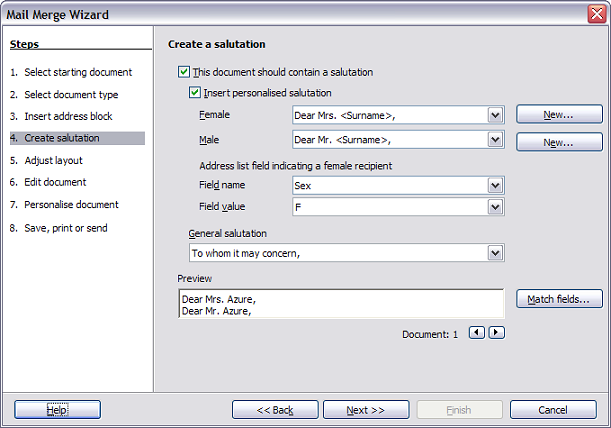 Mail Merge Wizard
Steps
1. Select starting document
2. Select document type
3. Insert address block
4. Create salutation
5. Adjust layout
6. Edit document
7. Personalise document
8. Save, print or send
Create a salutation
This document should contain a salutation
Insert personalised salutation
Female Dear Mrs. <Surname>, New...
Male Dear Mr. <Surname>, New...
Address list field indicating a female recipient
Field name Sex
Field value F
General salutation
To whom it may concern,
Preview
Dear Mrs. Azure,
Dear Mr. Azure,
Match fields...
Document: 1
Help << Back Next >> Finish Cancel